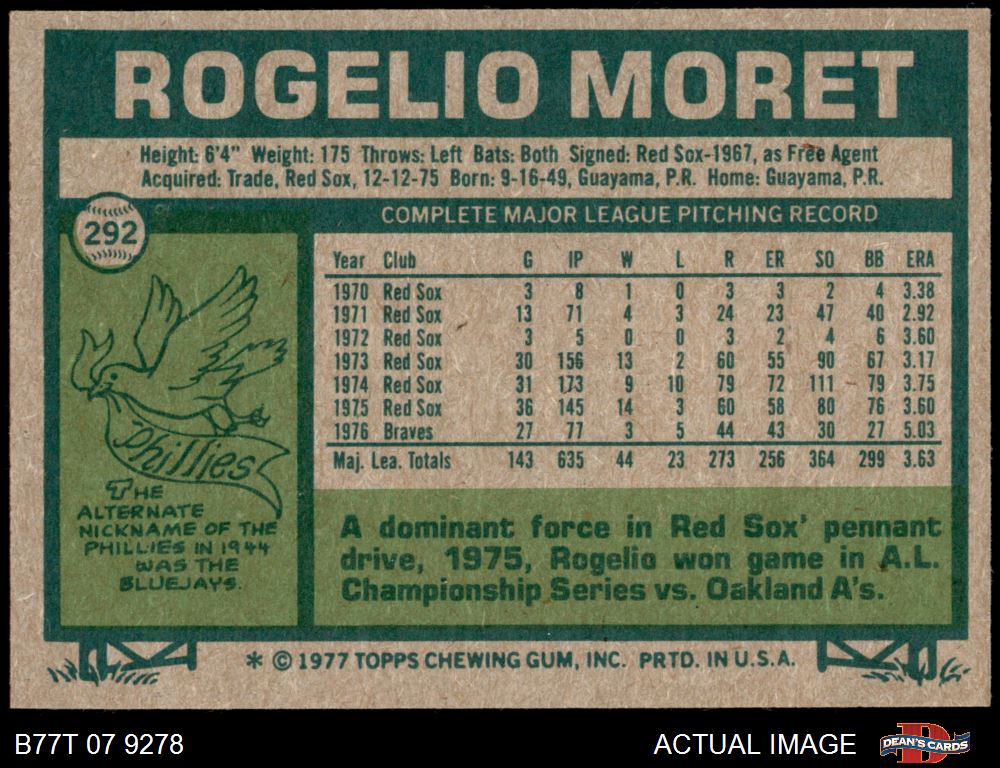 ROGELIO MORET
Height: 6'4" Weight: 175 Throws: Left Bats: Both Signed: Red Sox-1967, as Free Agent
Acquired: Trade, Red Sox, 12-12-75 Born: 9-16-49, Guayama, P.R. Home: Guayama, P.R.
292
COMPLETE MAJOR LEAGUE PITCHING RECORD
Year Club G IP W L R ER SO BB ERA
1970 Red Sox 3 8 1 0 3 3 2 4 3.38
1971 Red Sox 13 71 4 3 24 23 47 40 2.92
1972 Red Sox 3 5 0 0 3 2 4 6 3.60
1973 Red Sox 30 156 13 2 60 55 90 67 3.17
1974 Red Sox 31 173 9 10 79 72 111 79 3.75
1975 Red Sox 36 145 14 3 60 58 80 76 3.60
1976 Braves 27 77 3 5 44 43 30 27 5.03
Maj. Lea. Totals 143 635 44 23 273 256 364 299 3.63
Phillies
THE
ALTERNATE
NICKNAME OF THE
PHILLIES IN 1944
WAS THE
BLUEJAYS.
A dominant force in Red Sox' pennant
drive, 1975, Rogelio won game in A.L.
Championship Series vs. Oakland A's.
* © 1977 TOPPS CHEWING GUM, INC. PRTD. IN U.S.A.
B77T 07 9278
ACTUAL IMAGE
DEAN'S CARDS